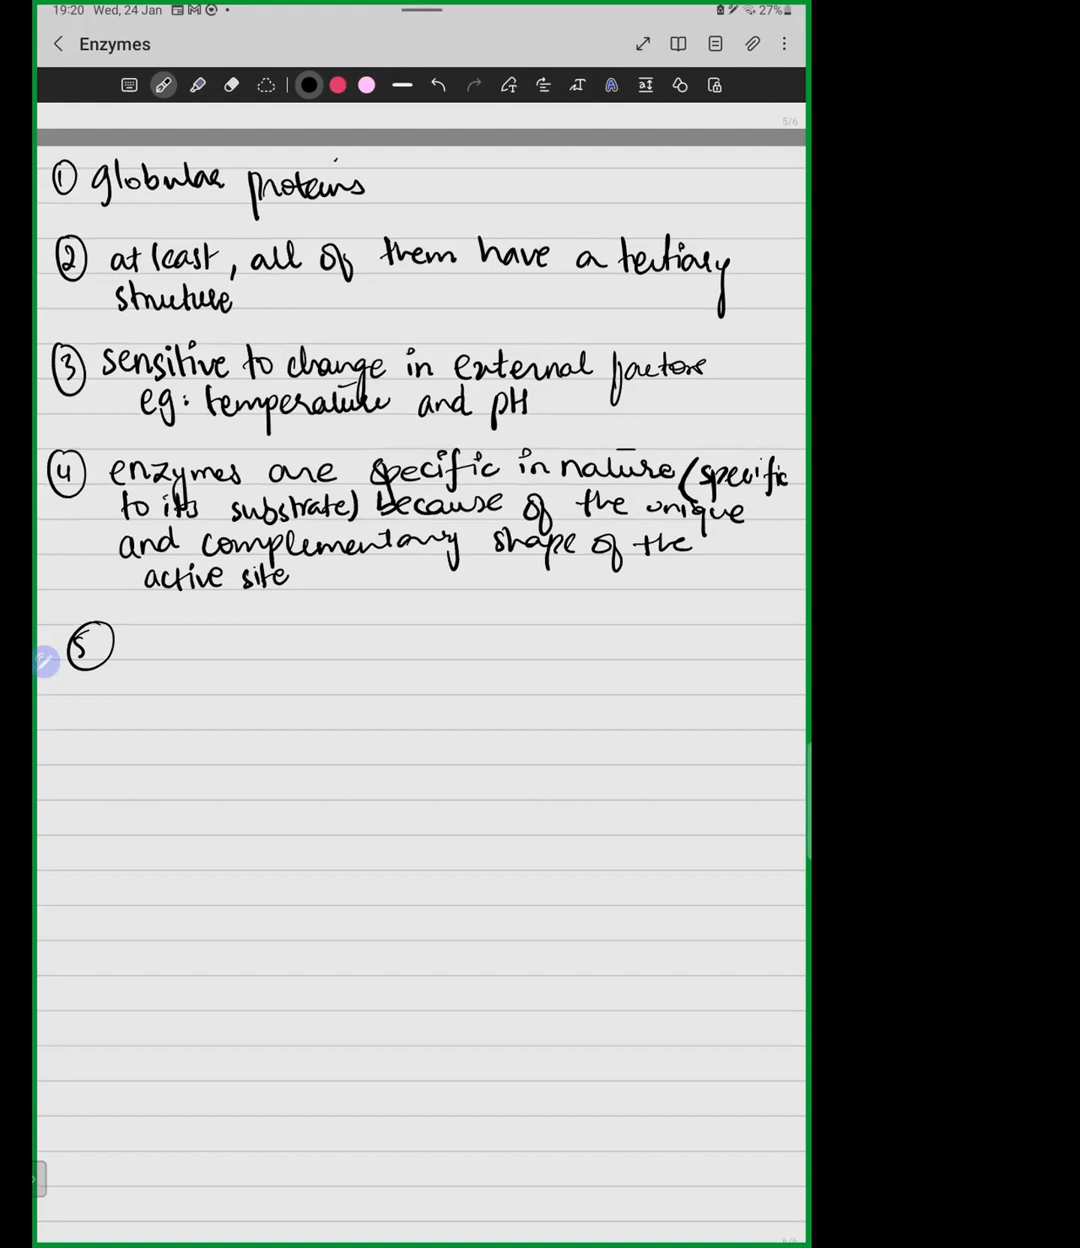 19:20 Wed, 24 Jan
27%
Enzymes
5/6
① globular proteins
② at least, all of them have a tertiary
structure
③ sensitive to change in external factors
eg: temperature and pH
④ enzymes are specific in nature (specific
to its substrate) because of the unique
and complementary shape of the
active site
⑤